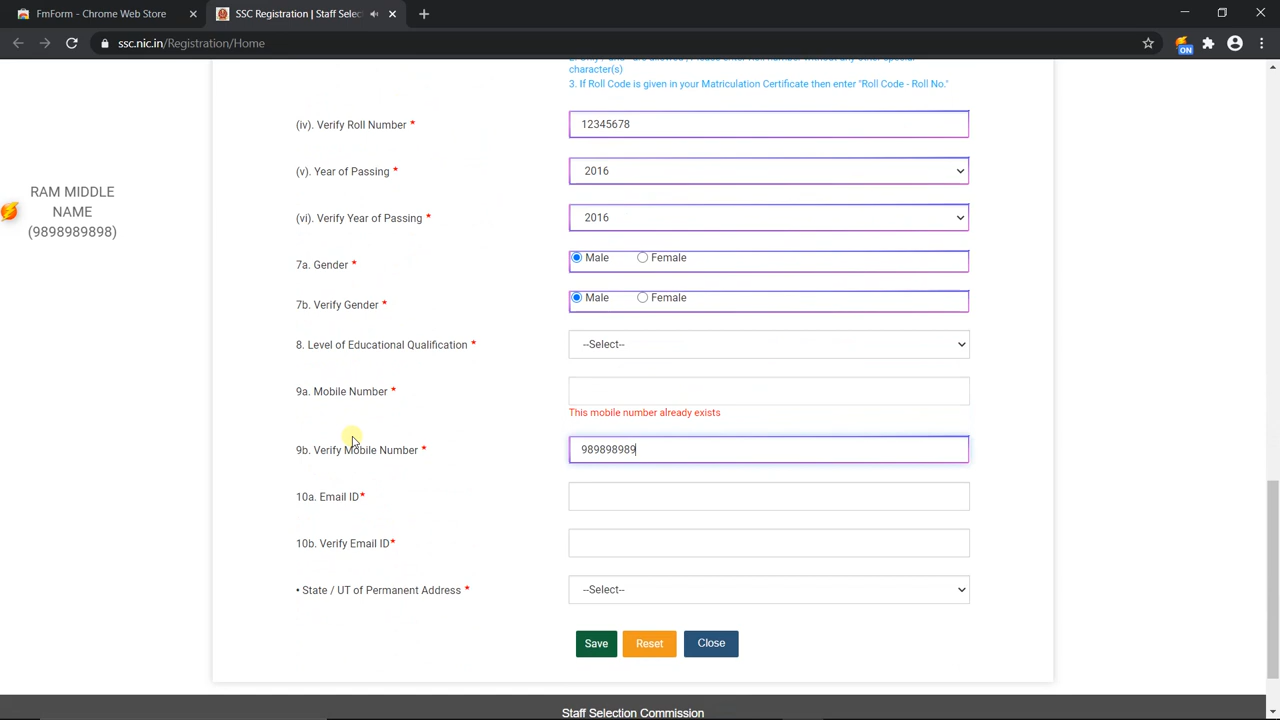 FmForm - Chrome Web Store
SSC Registration | Staff Selec
ssc.nic.in/Registration/Home
ON
character(s)
3. If Roll Code is given in your Matriculation Certificate then enter "Roll Code - Roll No."
(iv). Verify Roll Number *
12345678
(v). Year of Passing *
2016
RAM MIDDLE
NAME
(9898989898)
(vi). Verify Year of Passing *
2016
7a. Gender *
Male Female
7b. Verify Gender *
Male Female
8. Level of Educational Qualification *
--Select--
9a. Mobile Number *
This mobile number already exists
9b. Verify Mobile Number *
989898989
10a. Email ID*
10b. Verify Email ID*
• State / UT of Permanent Address *
--Select--
Save Reset Close
Staff Selection Commission